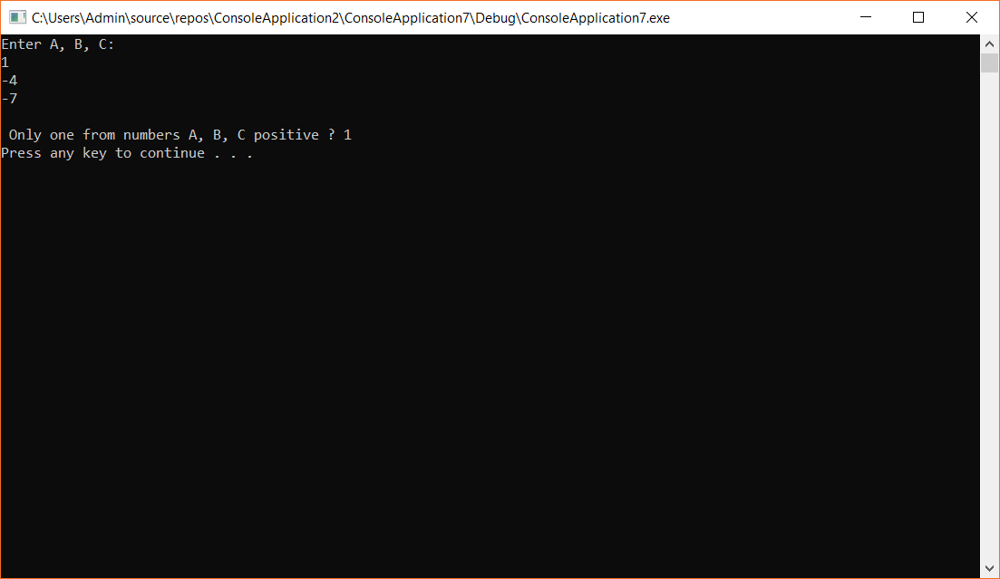 C:\Users\Admin\source\repos\ConsoleApplication2\ConsoleApplication7\Debug\ConsoleApplication7.exe
Enter A, B, C:
1
-4
-7
Only one from numbers A, B, C positive ? 1
Press any key to continue . . .